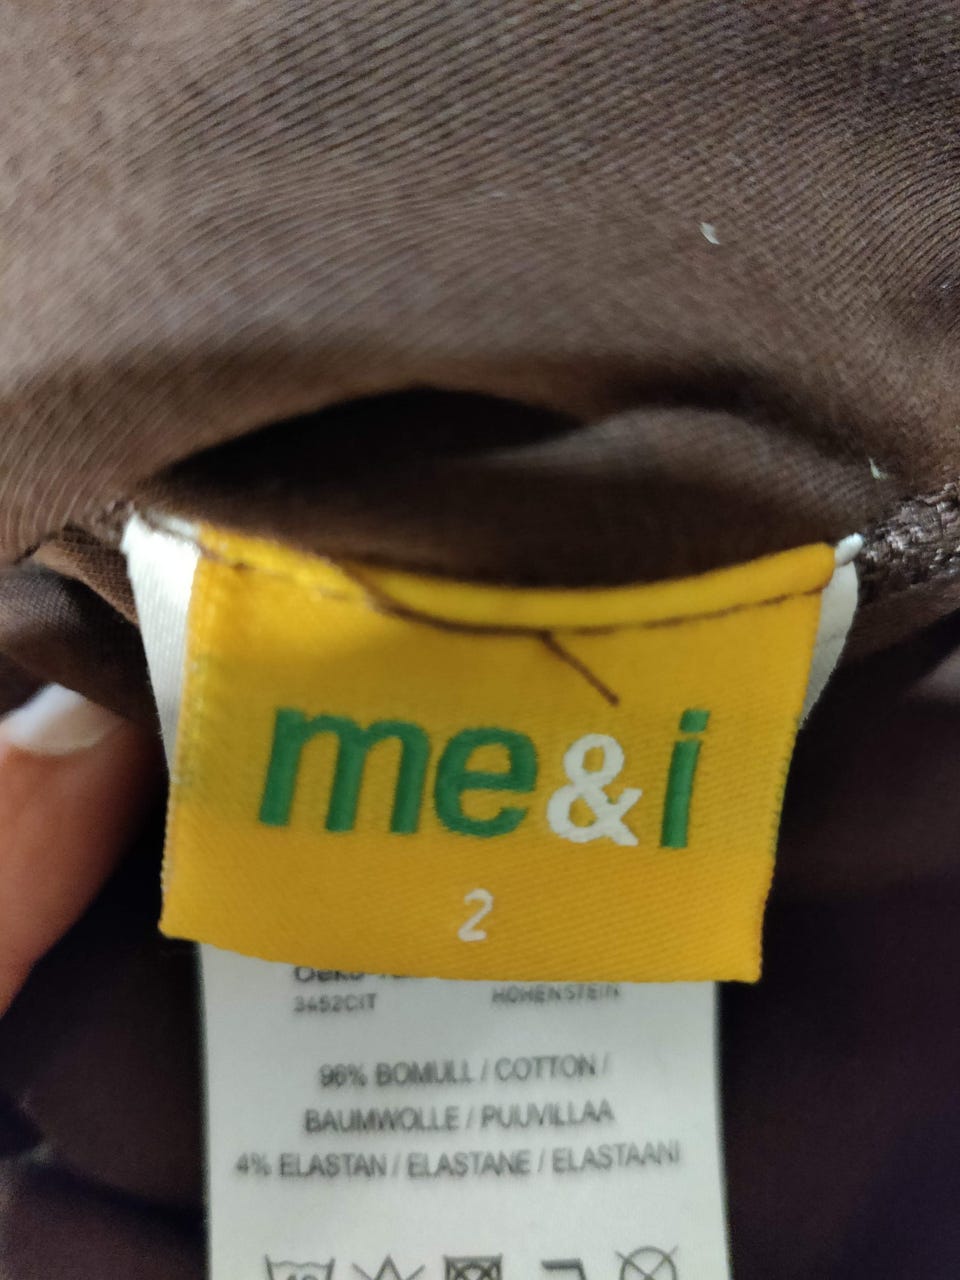 me&i
2
3452CIT HOHENSTEIN
96% BOMULL / COTTON /
BAUMWOLLE / PUUVILLAA
4% ELASTAN / ELASTANE / ELASTAANI